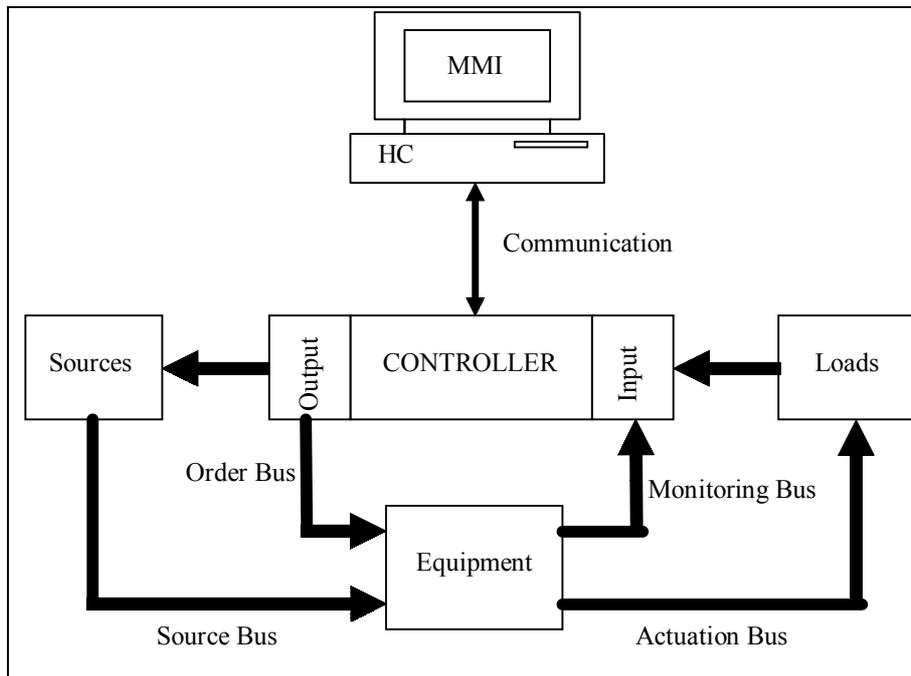 MMI
HC
Communication
Sources
Output
CONTROLLER
Input
Loads
Order Bus
Monitoring Bus
Equipment
Source Bus
Actuation Bus